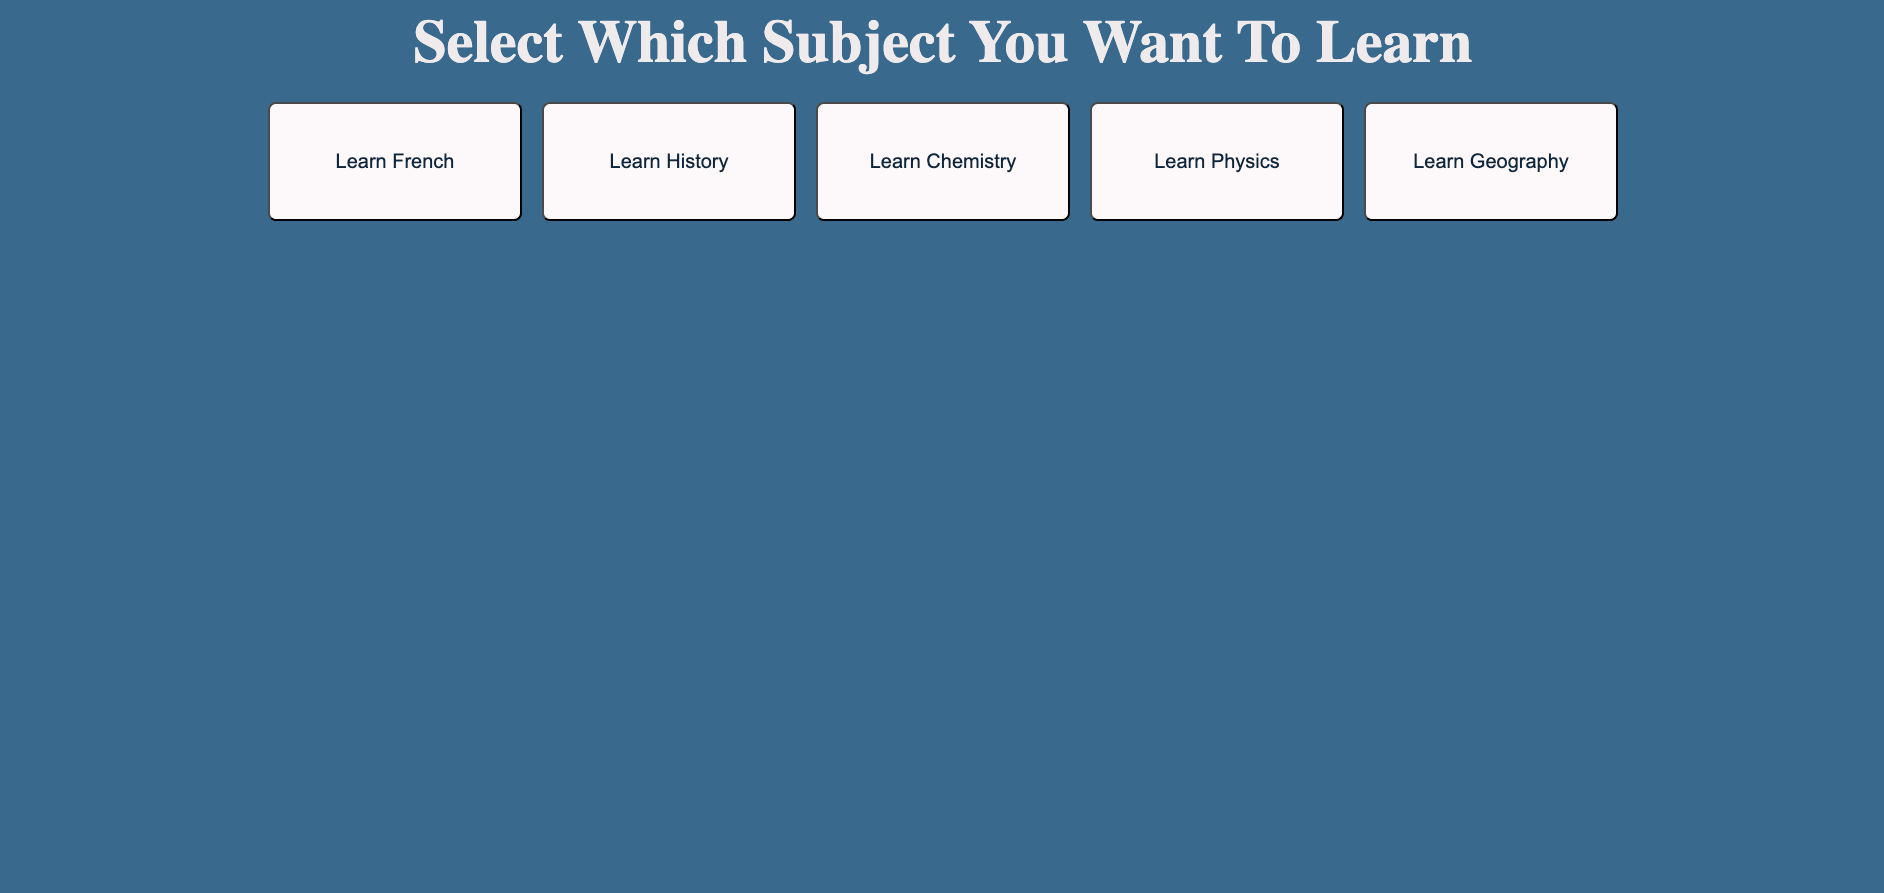 Select Which Subject You Want To Learn
Learn French
Learn History
Learn Chemistry
Learn Physics
Learn Geography